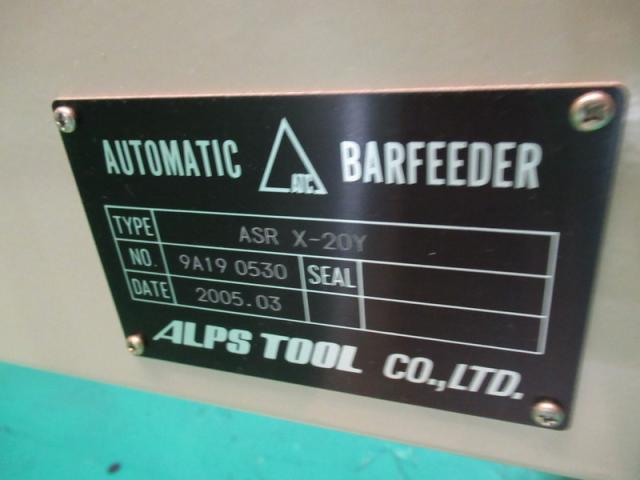 AUTOMATIC ATC BARFEEDER
TYPE ASR X-20Y
NO. 9A19 0530 SEAL
DATE 2005.03
ALPS TOOL CO.,LTD.